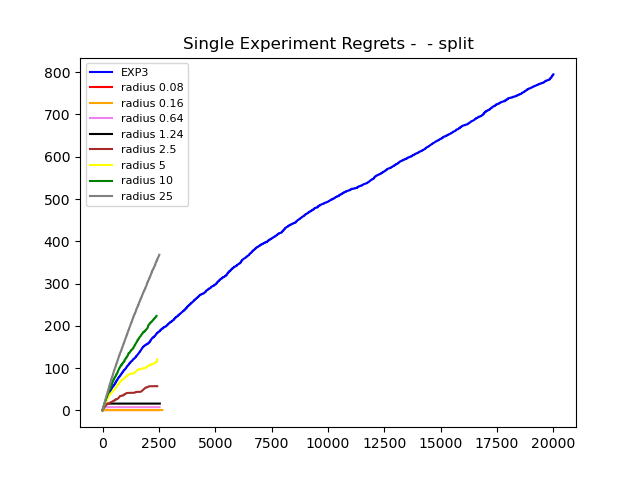 Single Experiment Regrets -  - split
EXP3
radius 0.08
radius 0.16
radius 0.64
radius 1.24
radius 2.5
radius 5
radius 10
radius 25
800
700
600
500
400
300
200
100
0
0 2500 5000 7500 10000 12500 15000 17500 20000